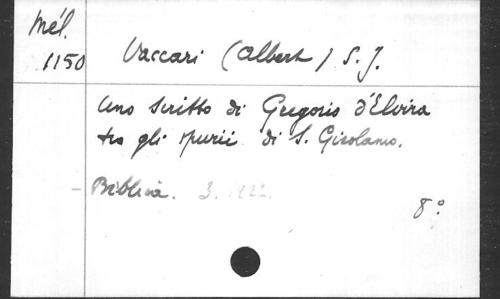 Mél.
1150
Vaccari (Albert) S. J.
Uno scritto di Gregorio d'Elvira
tra gli spurii di S. Girolamo.
Biblica. 3. 1922.
8°